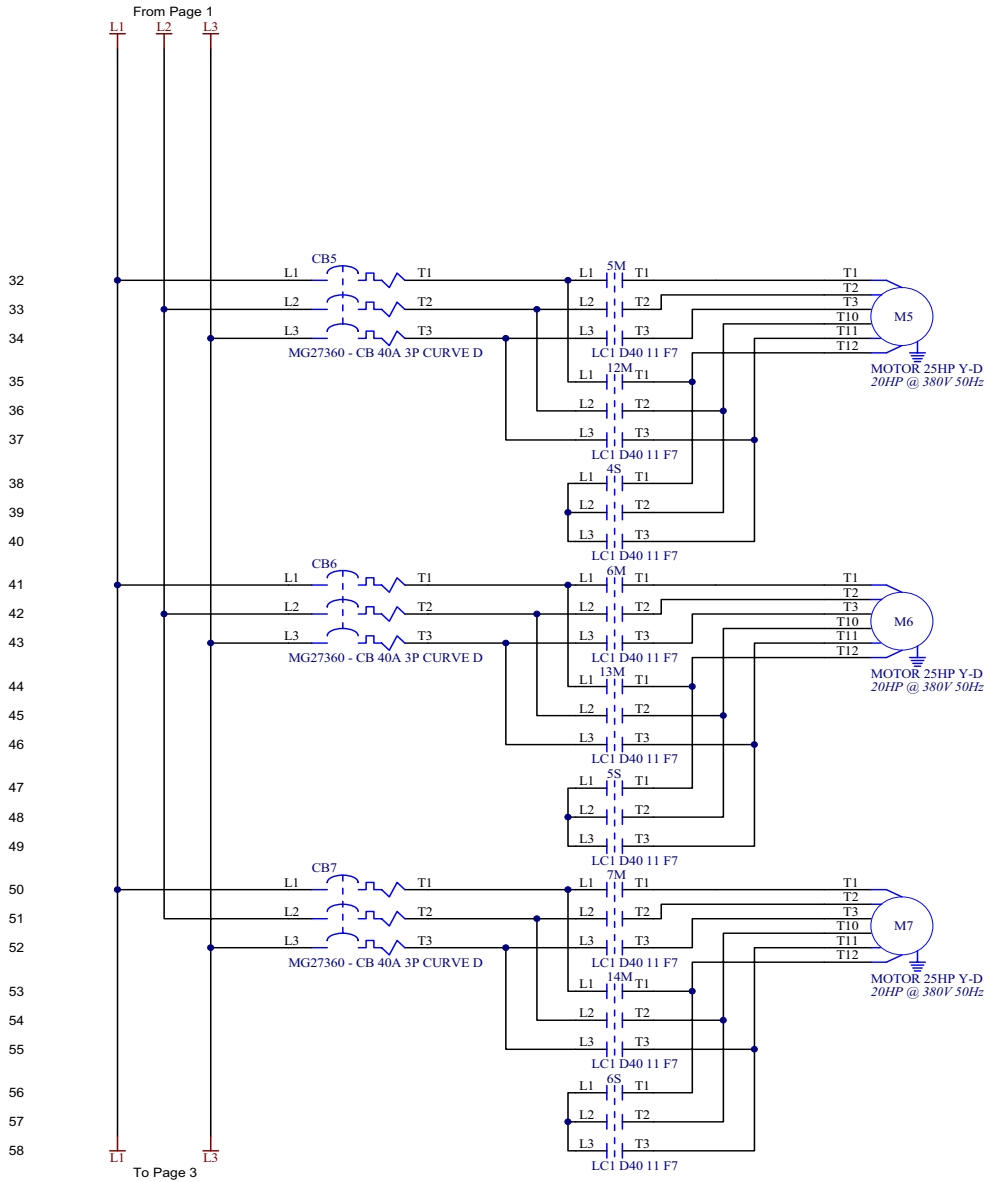 From Page 1
L1 L2 L3
CB5 5M
32 L1 T1 L1 T1 T1
T2
33 L2 T2 L2 T2 T3
T10 M5
34 L3 T3 L3 T3 T11
MG27360 - CB 40A 3P CURVE D LC1 D40 11 F7 T12
12M MOTOR 25HP Y-D
35 L1 T1 20HP @ 380V 50Hz
36 L2 T2
37 L3 T3
LC1 D40 11 F7
4S
38 L1 T1
39 L2 T2
40 L3 T3
LC1 D40 11 F7
CB6 6M
41 L1 T1 L1 T1 T1
T2
42 L2 T2 L2 T2 T3
T10 M6
43 L3 T3 L3 T3 T11
MG27360 - CB 40A 3P CURVE D LC1 D40 11 F7 T12
13M MOTOR 25HP Y-D
44 L1 T1 20HP @ 380V 50Hz
45 L2 T2
46 L3 T3
LC1 D40 11 F7
5S
47 L1 T1
48 L2 T2
49 L3 T3
LC1 D40 11 F7
CB7 7M
50 L1 T1 L1 T1 T1
T2
51 L2 T2 L2 T2 T3
T10 M7
52 L3 T3 L3 T3 T11
MG27360 - CB 40A 3P CURVE D LC1 D40 11 F7 T12
14M MOTOR 25HP Y-D
53 L1 T1 20HP @ 380V 50Hz
54 L2 T2
55 L3 T3
LC1 D40 11 F7
6S
56 L1 T1
57 L2 T2
58 L3 T3
LC1 D40 11 F7
L1 L3
To Page 3